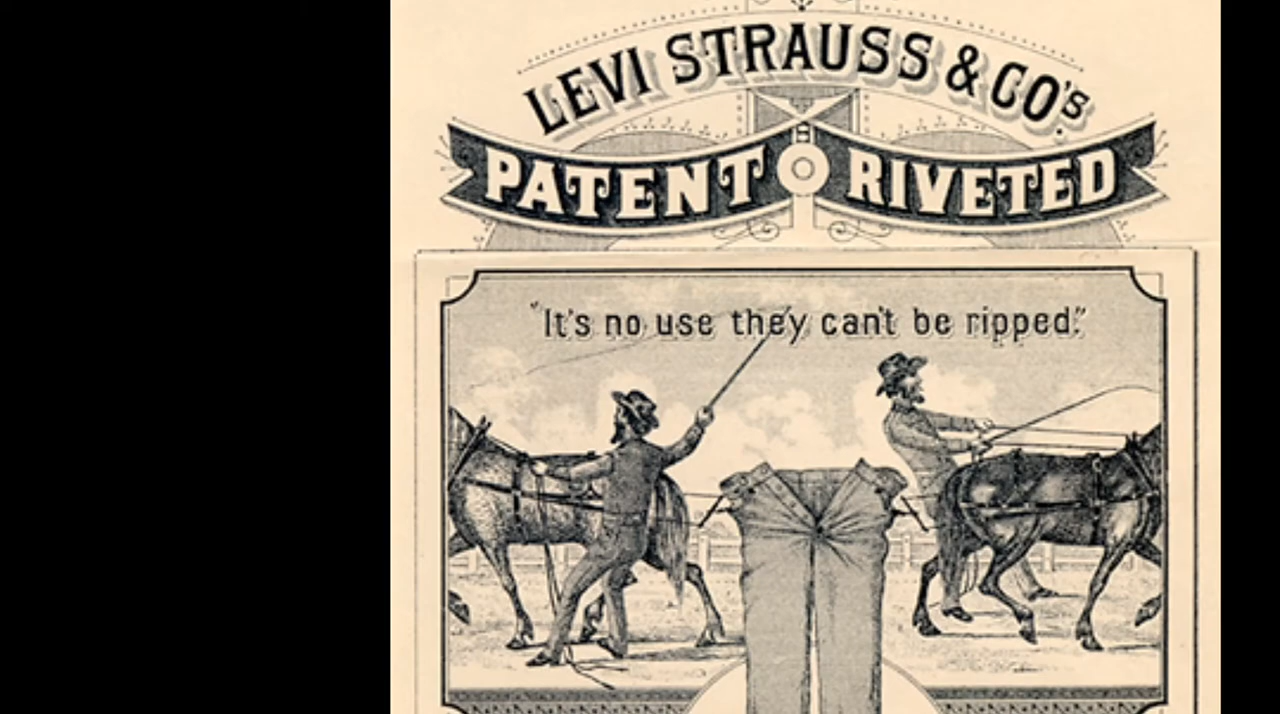 LEVI STRAUSS & CO'S
PATENT RIVETED
"It's no use they can't be ripped."